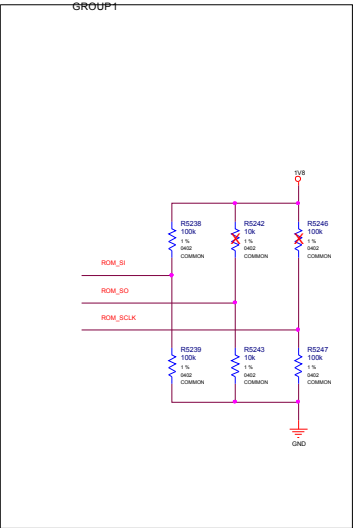 GROUP1
1V8
R5238
100k
1 %
0402
COMMON
R5242
10k
1 %
0402
COMMON
R5246
100k
1 %
0402
COMMON
ROM_SI
ROM_SO
ROM_SCLK
R5239
100k
1 %
0402
COMMON
R5243
10k
1 %
0402
COMMON
R5247
100k
1 %
0402
COMMON
GND